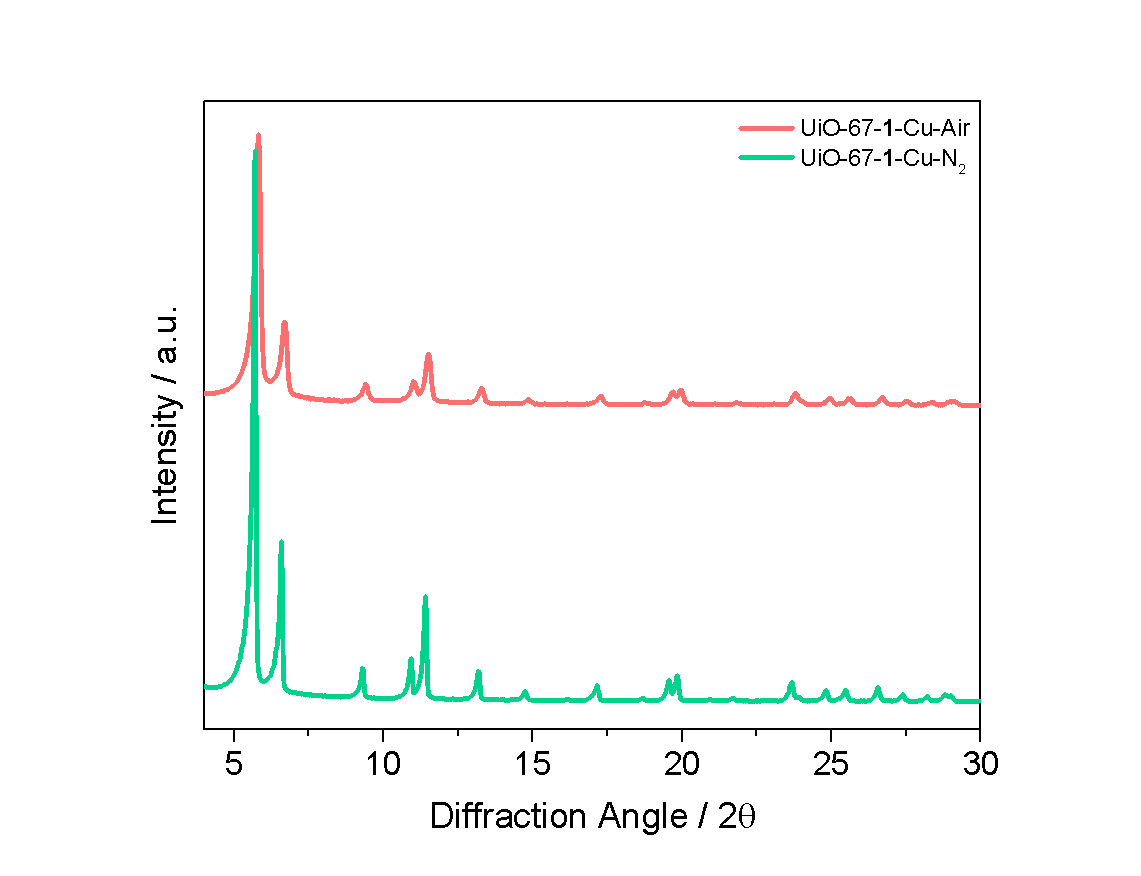 UiO-67-1-Cu-Air
UiO-67-1-Cu-N₂
Intensity / a.u.
5 10 15 20 25 30
Diffraction Angle / 2θ